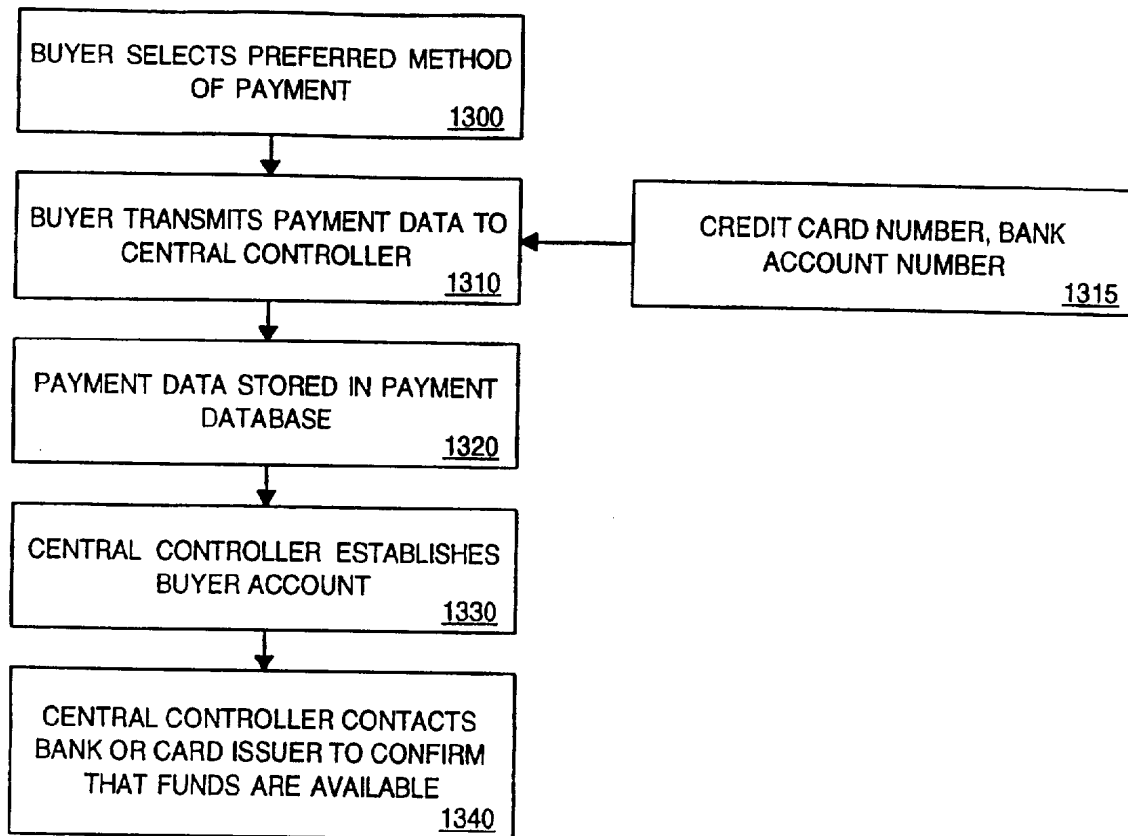 BUYER SELECTS PREFERRED METHOD
OF PAYMENT
1300
BUYER TRANSMITS PAYMENT DATA TO
CENTRAL CONTROLLER
1310
CREDIT CARD NUMBER, BANK
ACCOUNT NUMBER
1315
PAYMENT DATA STORED IN PAYMENT
DATABASE
1320
CENTRAL CONTROLLER ESTABLISHES
BUYER ACCOUNT
1330
CENTRAL CONTROLLER CONTACTS
BANK OR CARD ISSUER TO CONFIRM
THAT FUNDS ARE AVAILABLE
1340